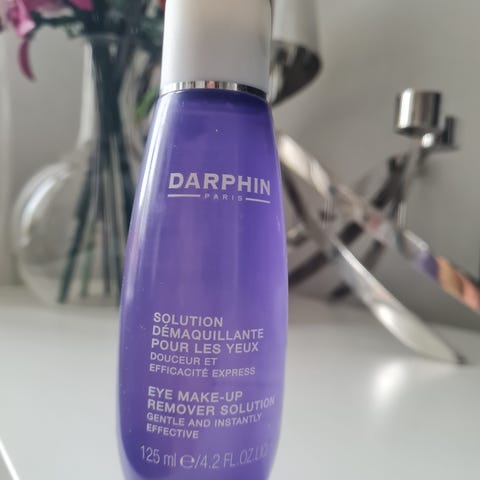 DARPHIN
PARIS
SOLUTION
DÉMAQUILLANTE
POUR LES YEUX
DOUCEUR ET
EFFICACITÉ EXPRESS
EYE MAKE-UP
REMOVER SOLUTION
GENTLE AND INSTANTLY
EFFECTIVE
125 ml ℮/4.2 FL.OZ.LIQ